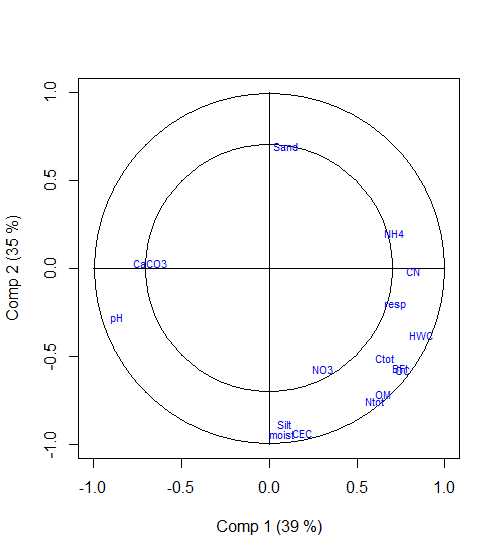 1.0
0.5
0.0
-0.5
-1.0
Comp 2 (35 %)
Sand
NH4
CaCO3
CN
resp
pH
HWC
Ctot
NO3
OC
OM
Ntot
Silt
moist
CEC
-1.0 -0.5 0.0 0.5 1.0
Comp 1 (39 %)